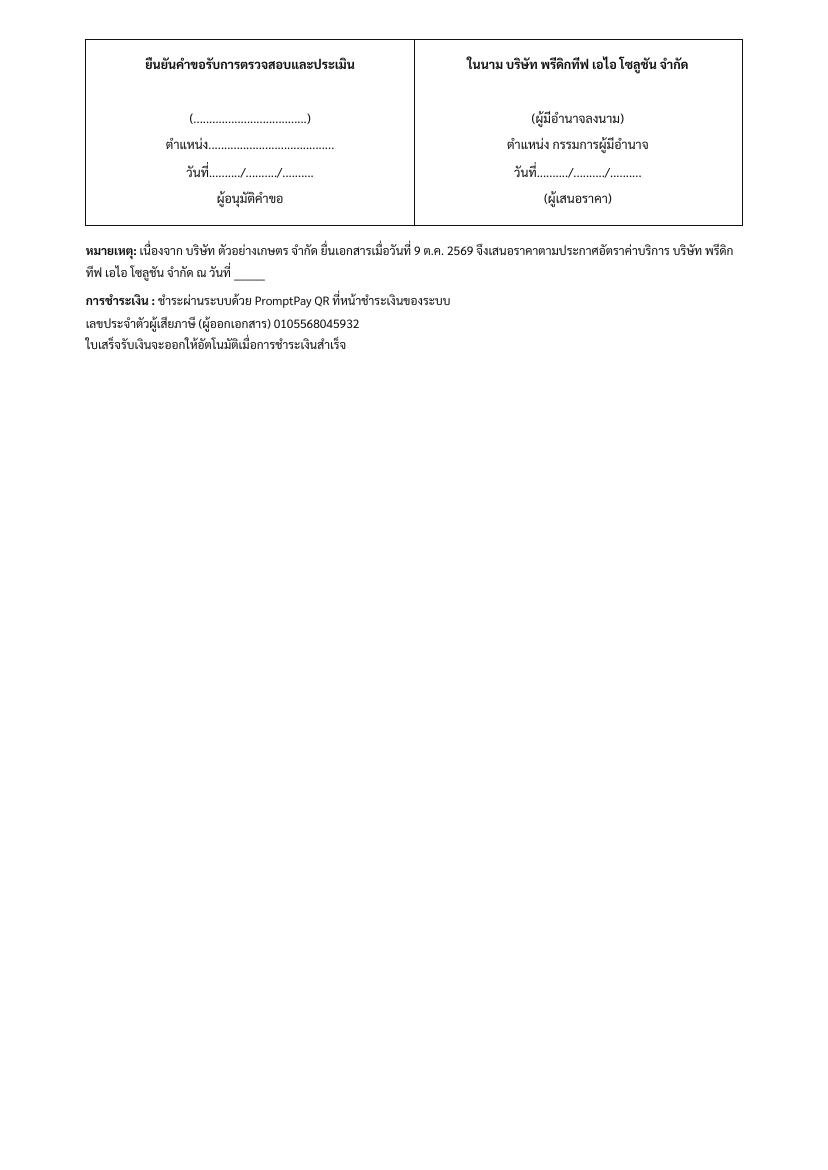 ยืนยันคำขอรับการตรวจสอบและประเมิน
(....................................)
ตำแหน่ง........................................
วันที่........../........../..........
ผู้อนุมัติคำขอ
ในนาม บริษัท พรีดิกทีฟ เอไอ โซลูชัน จำกัด
(ผู้มีอำนาจลงนาม)
ตำแหน่ง กรรมการผู้มีอำนาจ
วันที่........../........../..........
(ผู้เสนอราคา)
หมายเหตุ: เนื่องจาก บริษัท ตัวอย่างเกษตร จำกัด ยื่นเอกสารเมื่อวันที่ 9 ต.ค. 2569 จึงเสนอราคาตามประกาศอัตราค่าบริการ บริษัท พรีดิก
ทีฟ เอไอ โซลูชัน จำกัด ณ วันที่ _____
การชำระเงิน : ชำระผ่านระบบด้วย PromptPay QR ที่หน้าชำระเงินของระบบ
เลขประจำตัวผู้เสียภาษี (ผู้ออกเอกสาร) 0105568045932
ใบเสร็จรับเงินจะออกให้อัตโนมัติเมื่อการชำระเงินสำเร็จ